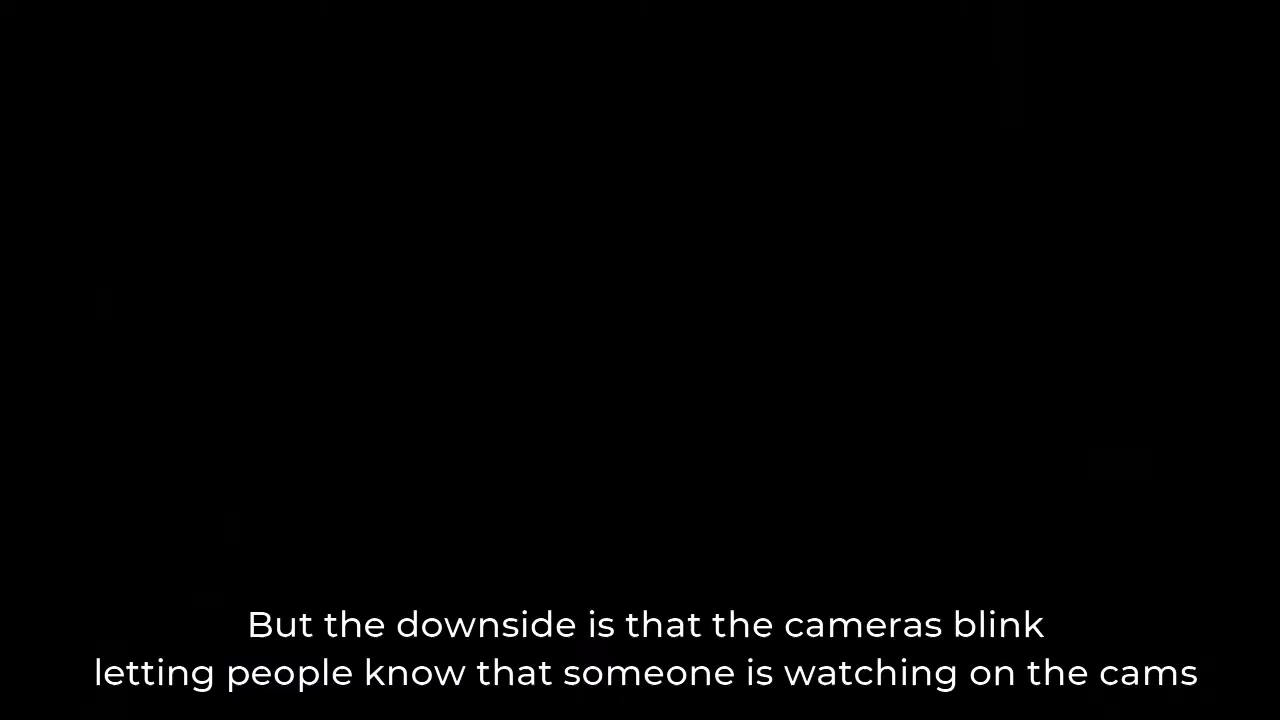 But the downside is that the cameras blink
letting people know that someone is watching on the cams